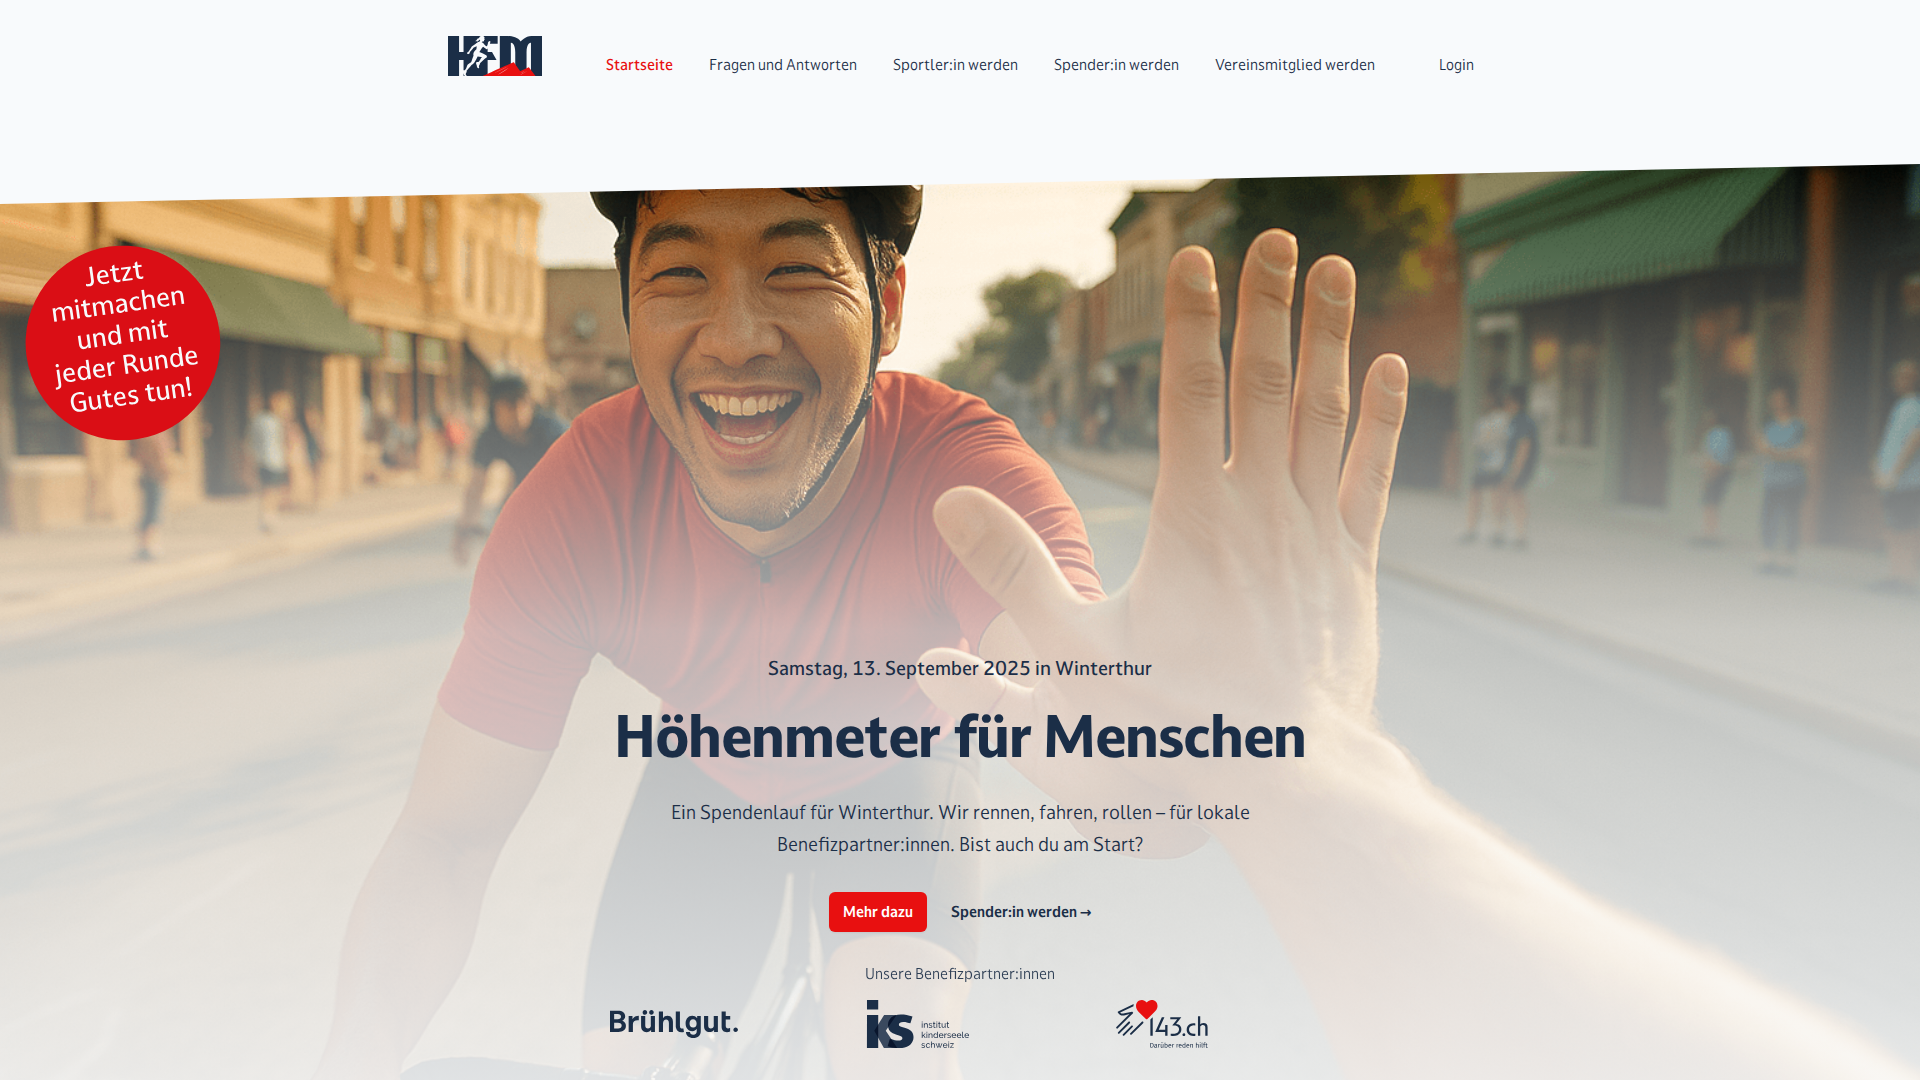 HFM
Startseite
Fragen und Antworten
Sportler:in werden
Spender:in werden
Vereinsmitglied werden
Login
Jetzt
mitmachen
und mit
jeder Runde
Gutes tun!
Samstag, 13. September 2025 in Winterthur
Höhenmeter für Menschen
Ein Spendenlauf für Winterthur. Wir rennen, fahren, rollen – für lokale
Benefizpartner:innen. Bist auch du am Start?
Mehr dazu
Spender:in werden →
Unsere Benefizpartner:innen
Brühlgut.
iks
institut
kinderseele
schweiz
143.ch
Darüber reden hilft